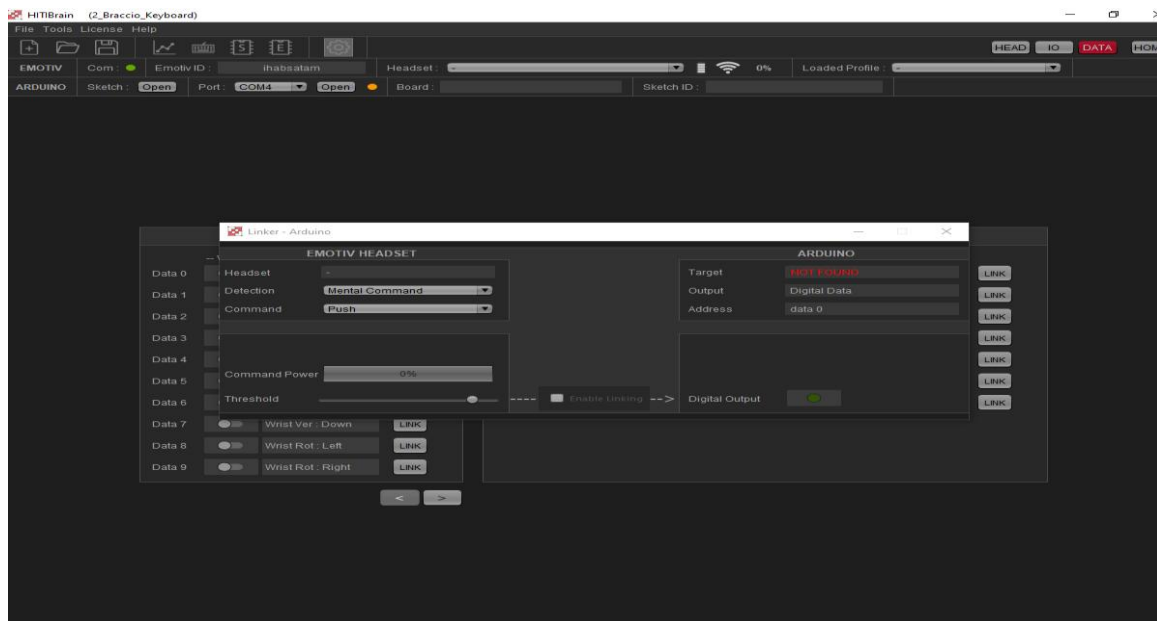 HITIBrain (2_Braccio_Keyboard)
File Tools License Help
HEAD IO DATA HOM
EMOTIV Com : Emotiv ID : ihabsatam Headset : - 0% Loaded Profile : -
ARDUINO Sketch : Open Port : COM4 Open Board : Sketch ID :
Linker - Arduino
EMOTIV HEADSET ARDUINO
Data 0 Headset - Target NOT FOUND LINK
Data 1 Detection Mental Command Output Digital Data LINK
Data 2 Command Push Address data 0 LINK
Data 3 LINK
Data 4 LINK
Data 5 Command Power 0% LINK
Data 6 Threshold ---- Enable Linking --> Digital Output LINK
Data 7 Wrist Ver : Down LINK
Data 8 Wrist Rot : Left LINK
Data 9 Wrist Rot : Right LINK
< >